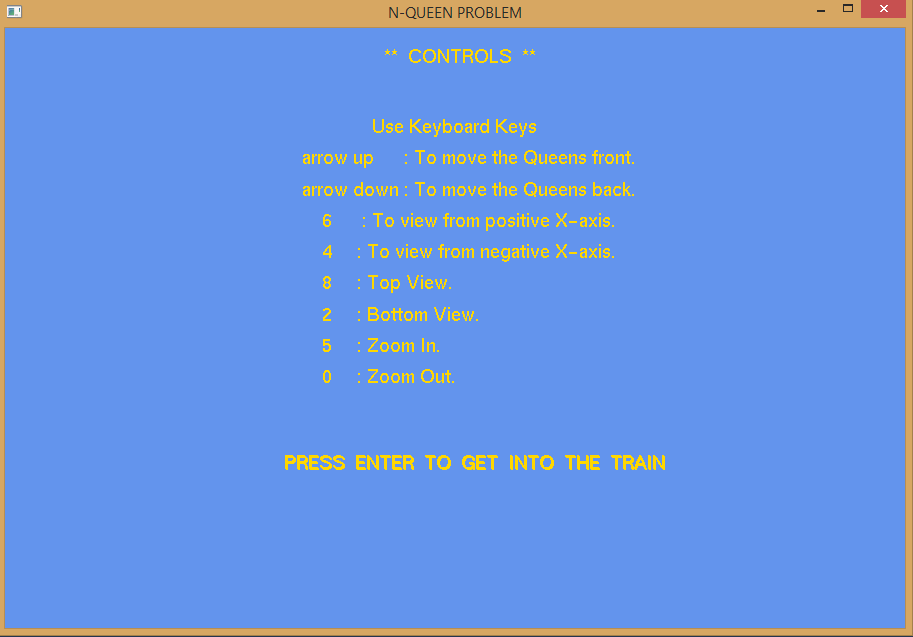 N-QUEEN PROBLEM
** CONTROLS **
Use Keyboard Keys
arrow up : To move the Queens front.
arrow down : To move the Queens back.
6 : To view from positive X-axis.
4 : To view from negative X-axis.
8 : Top View.
2 : Bottom View.
5 : Zoom In.
0 : Zoom Out.
PRESS ENTER TO GET INTO THE TRAIN